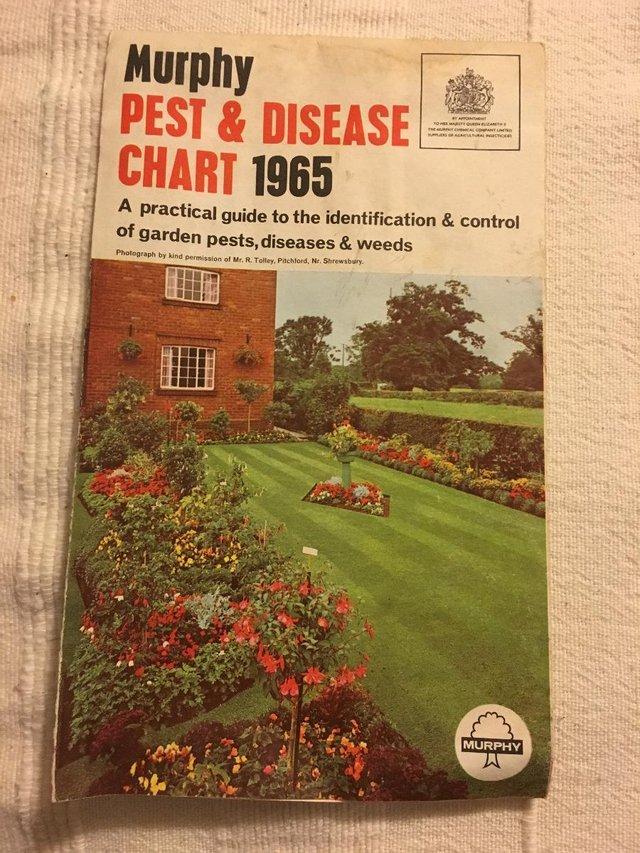 Murphy
PEST & DISEASE
CHART 1965
A practical guide to the identification & control
of garden pests, diseases & weeds
Photograph by kind permission of Mr. R. Tolley, Pitchford, Nr. Shrewsbury.
BY APPOINTMENT
TO HER MAJESTY QUEEN ELIZABETH II
THE MURPHY CHEMICAL COMPANY LIMITED
SUPPLIERS OF AGRICULTURAL INSECTICIDES
MURPHY